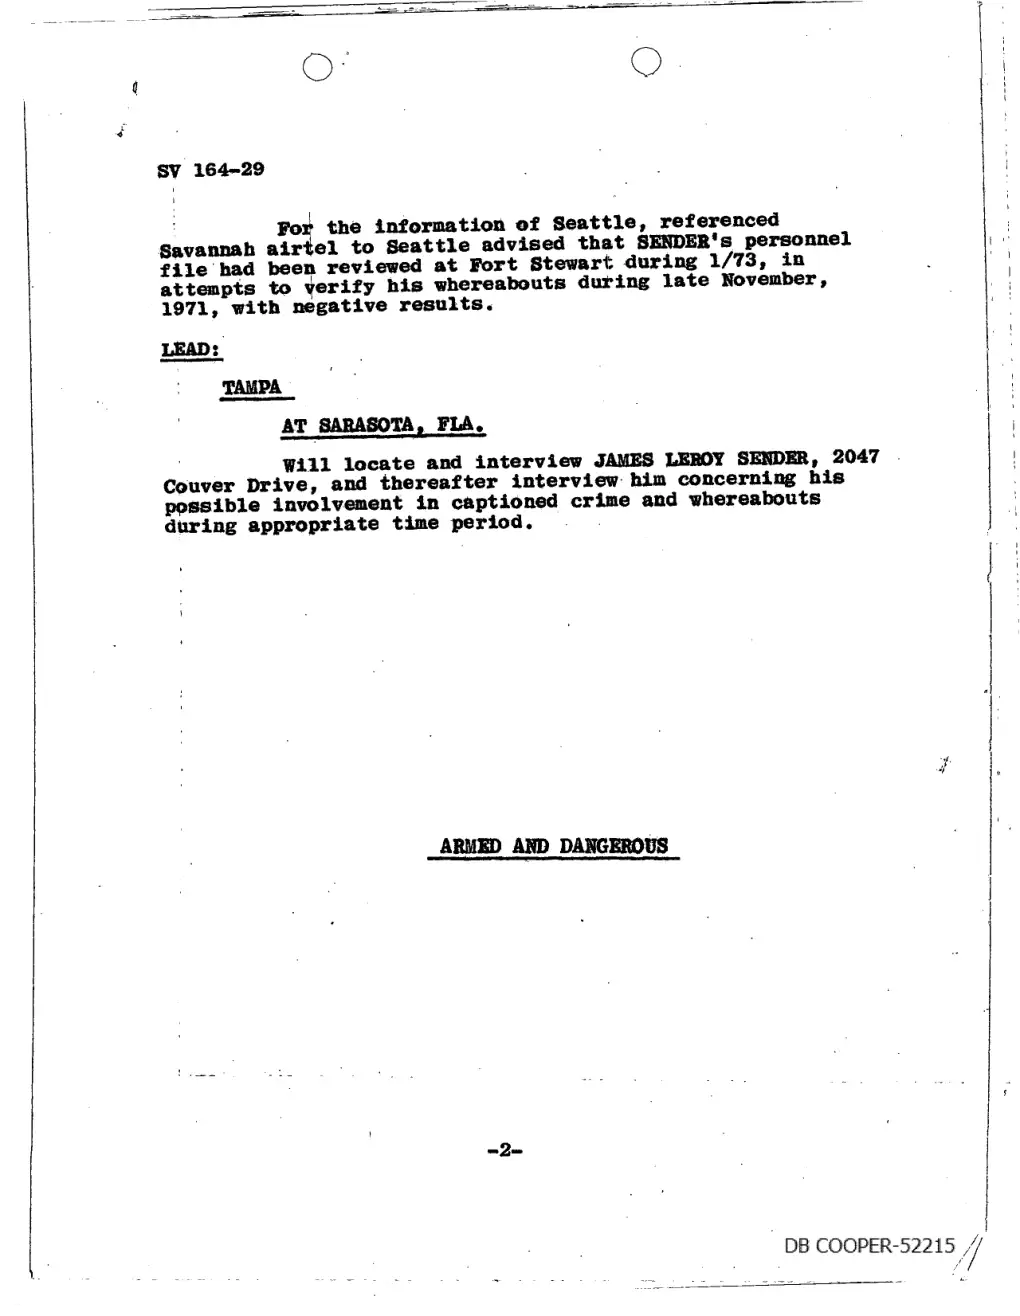 SV 164-29
For the information of Seattle, referenced
Savannah airtel to Seattle advised that SENDER's personnel
file had been reviewed at Fort Stewart during 1/73, in
attempts to verify his whereabouts during late November,
1971, with negative results.
LEAD:
TAMPA
AT SARASOTA, FLA.
Will locate and interview JAMES LEROY SENDER, 2047
Couver Drive, and thereafter interview him concerning his
possible involvement in captioned crime and whereabouts
during appropriate time period.
ARMED AND DANGEROUS
-2-
DB COOPER-52215